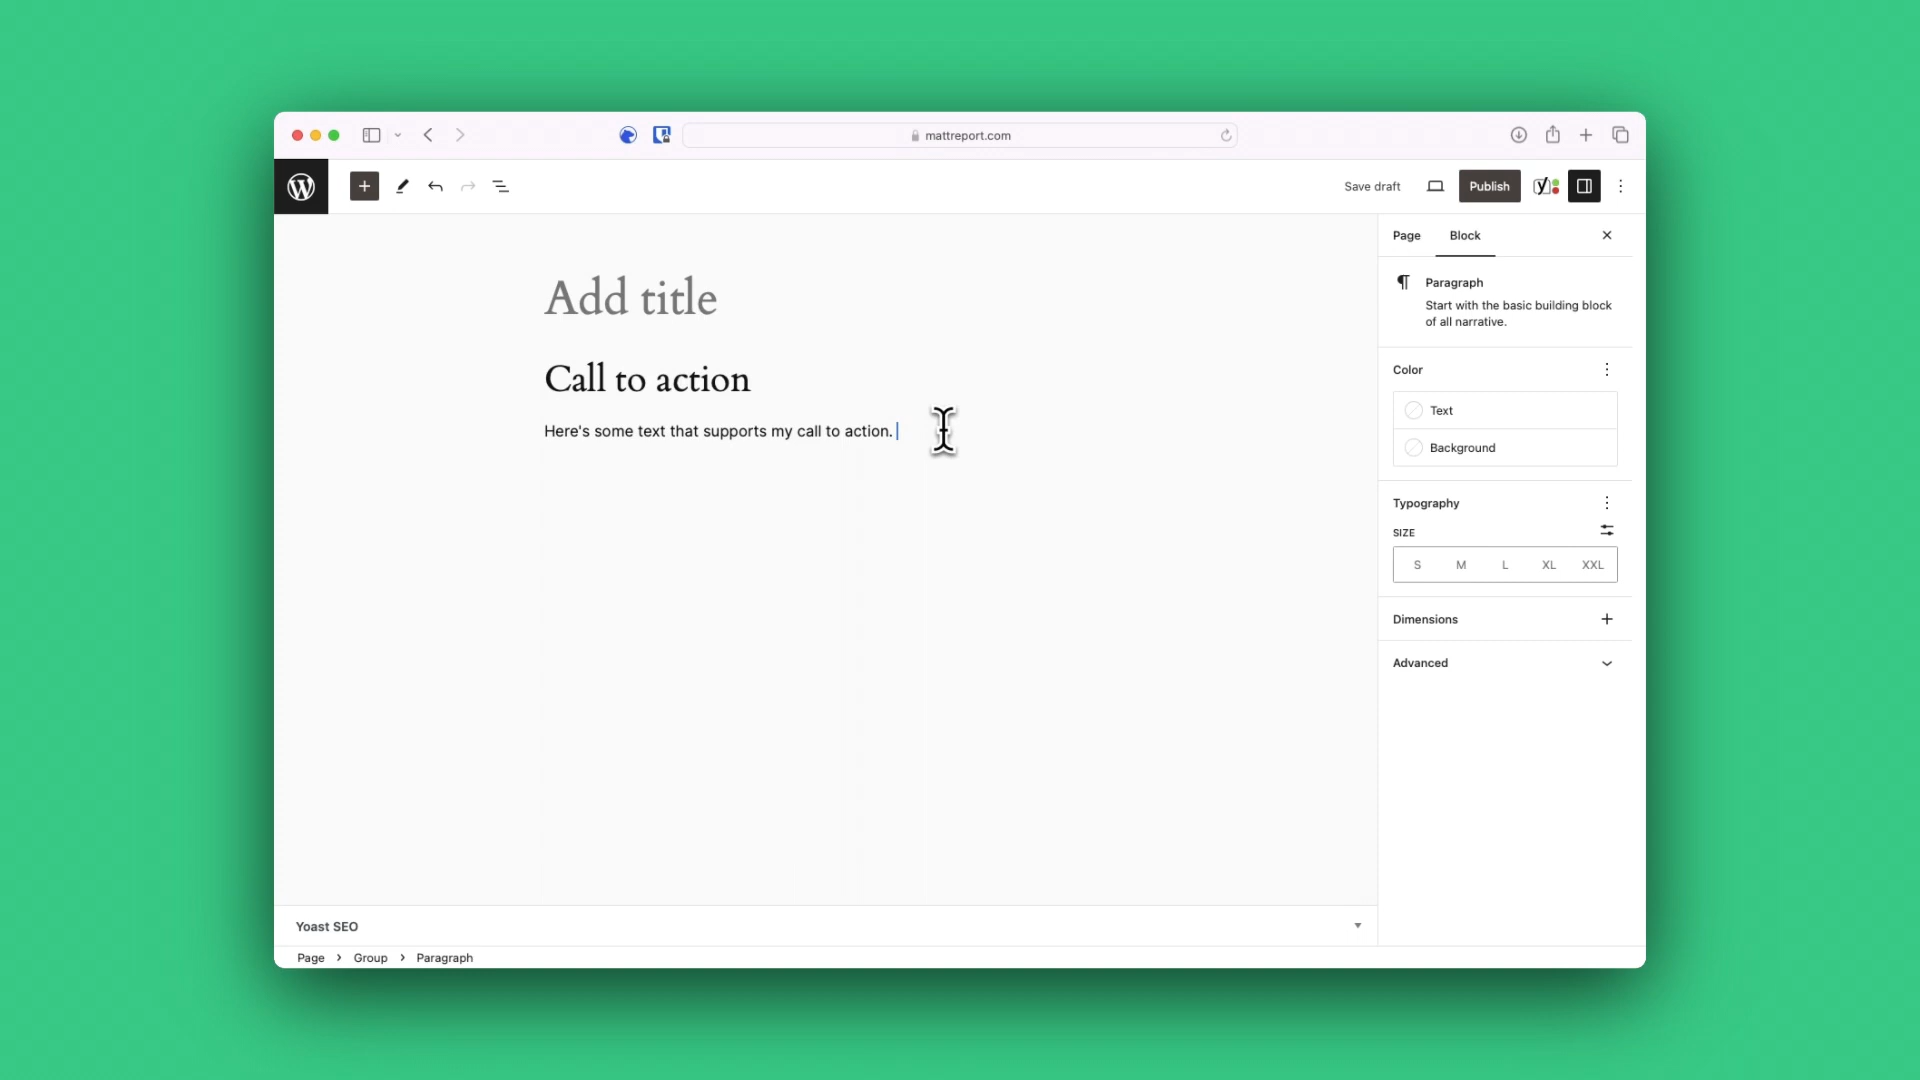 mattreport.com
Save draft
Publish
Page Block
Add title
Call to action
Here's some text that supports my call to action.
Paragraph
Start with the basic building block
of all narrative.
Color
Text
Background
Typography
SIZE
S M L XL XXL
Dimensions
Advanced
Yoast SEO
Page › Group › Paragraph